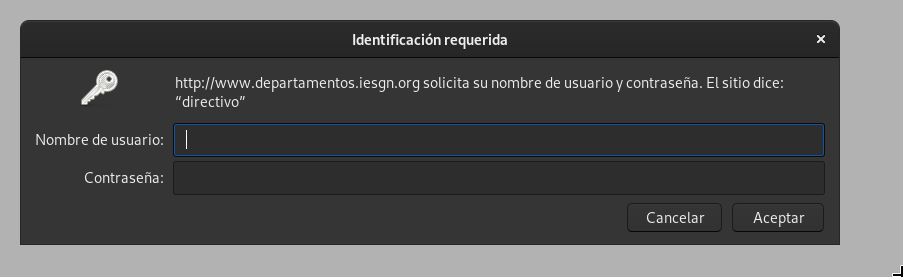 Identificación requerida
http://www.departamentos.iesgn.org solicita su nombre de usuario y contraseña. El sitio dice:
“directivo”
Nombre de usuario:
Contraseña:
Cancelar Aceptar